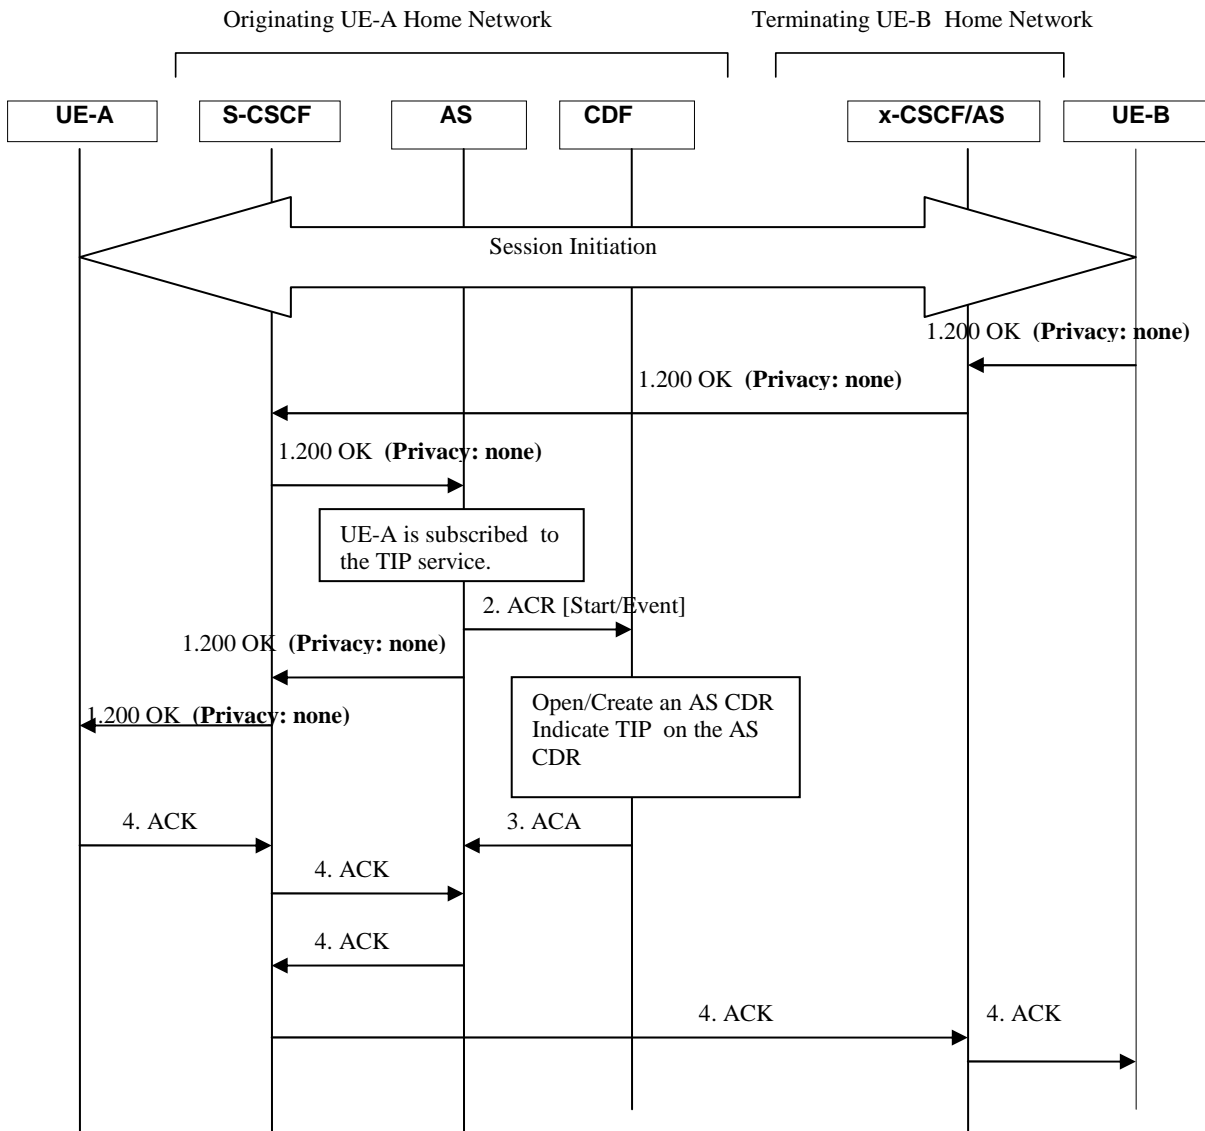 Originating UE-A Home Network
Terminating UE-B Home Network
UE-A
S-CSCF
AS
CDF
x-CSCF/AS
UE-B
Session Initiation
1.200 OK (Privacy: none)
1.200 OK (Privacy: none)
1.200 OK (Privacy: none)
UE-A is subscribed to
the TIP service.
2. ACR [Start/Event]
1.200 OK (Privacy: none)
Open/Create an AS CDR
Indicate TIP on the AS
CDR
1.200 OK (Privacy: none)
4. ACK
3. ACA
4. ACK
4. ACK
4. ACK
4. ACK